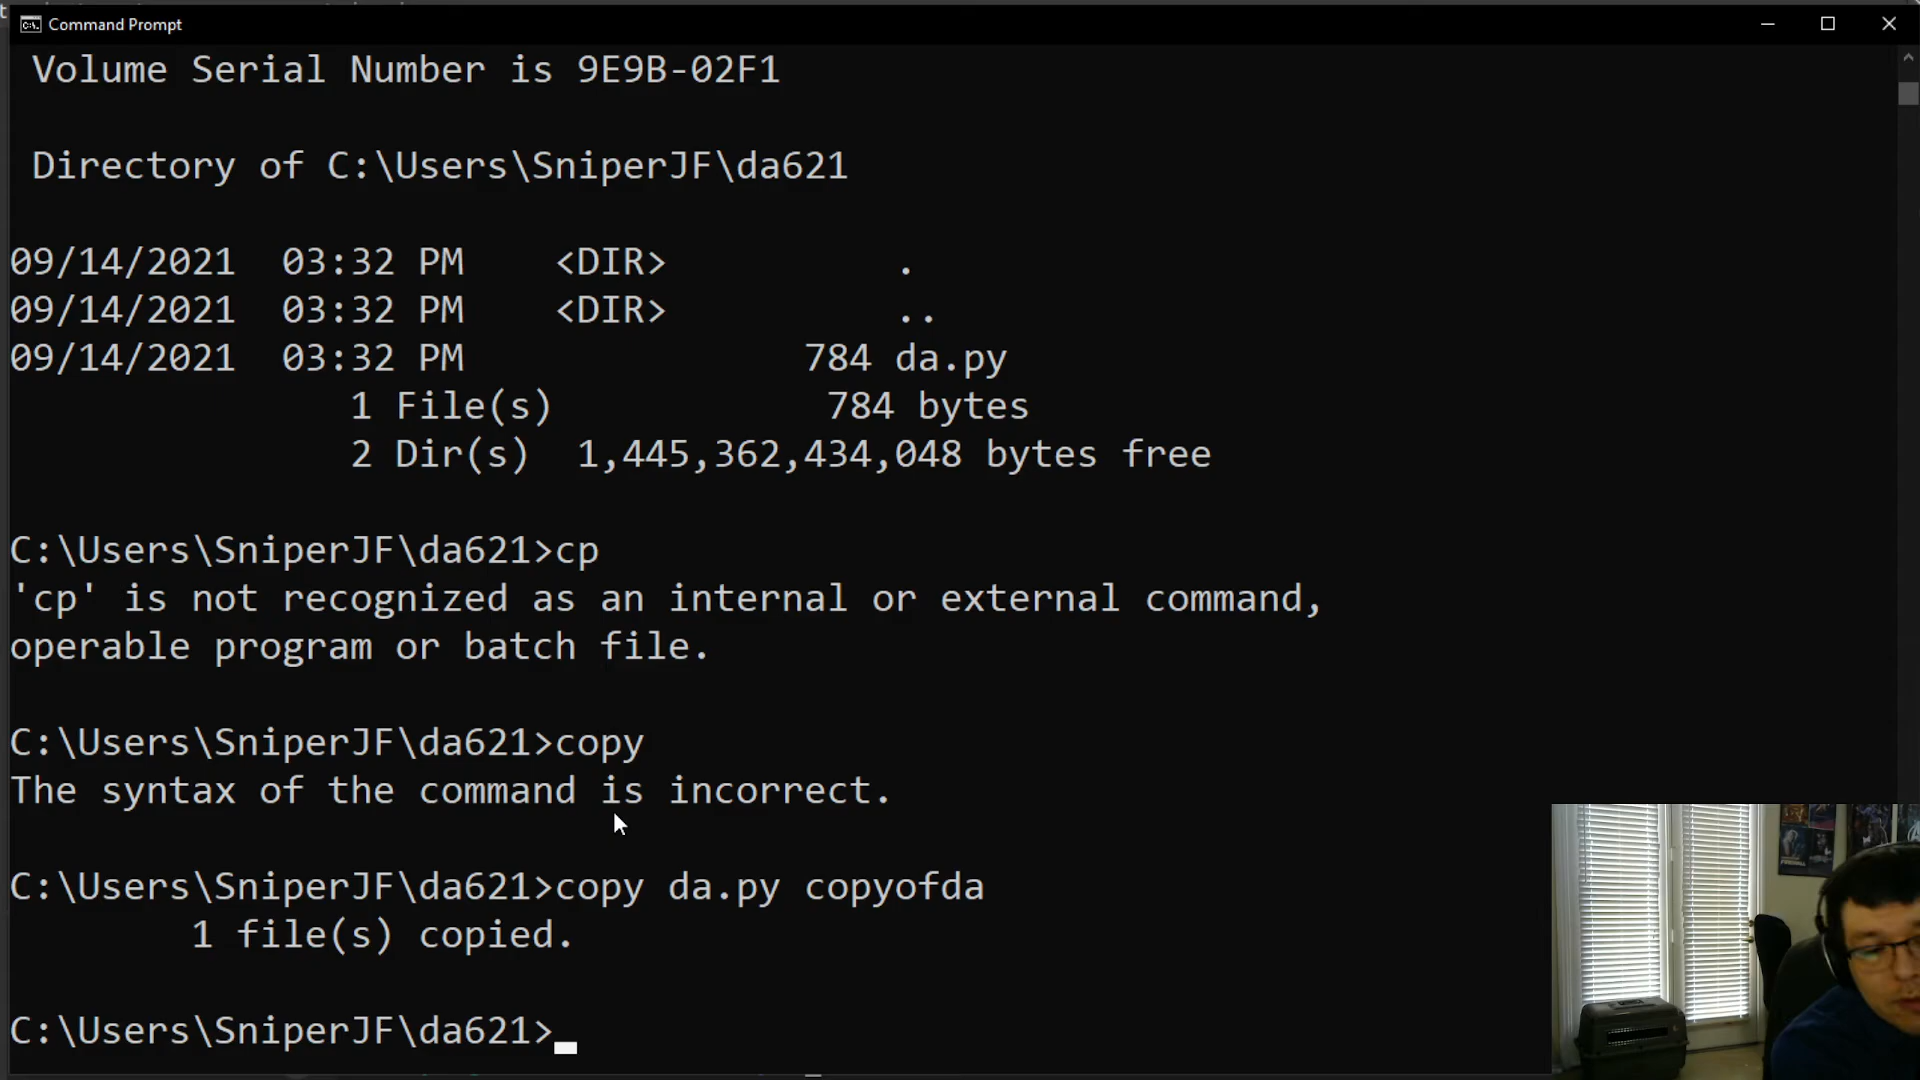 Command Prompt
Volume Serial Number is 9E9B-02F1
Directory of C:\Users\SniperJF\da621
09/14/2021 03:32 PM <DIR> .
09/14/2021 03:32 PM <DIR> ..
09/14/2021 03:32 PM 784 da.py
1 File(s) 784 bytes
2 Dir(s) 1,445,362,434,048 bytes free
C:\Users\SniperJF\da621>cp
'cp' is not recognized as an internal or external command,
operable program or batch file.
C:\Users\SniperJF\da621>copy
The syntax of the command is incorrect.
C:\Users\SniperJF\da621>copy da.py copyofda
1 file(s) copied.
C:\Users\SniperJF\da621>